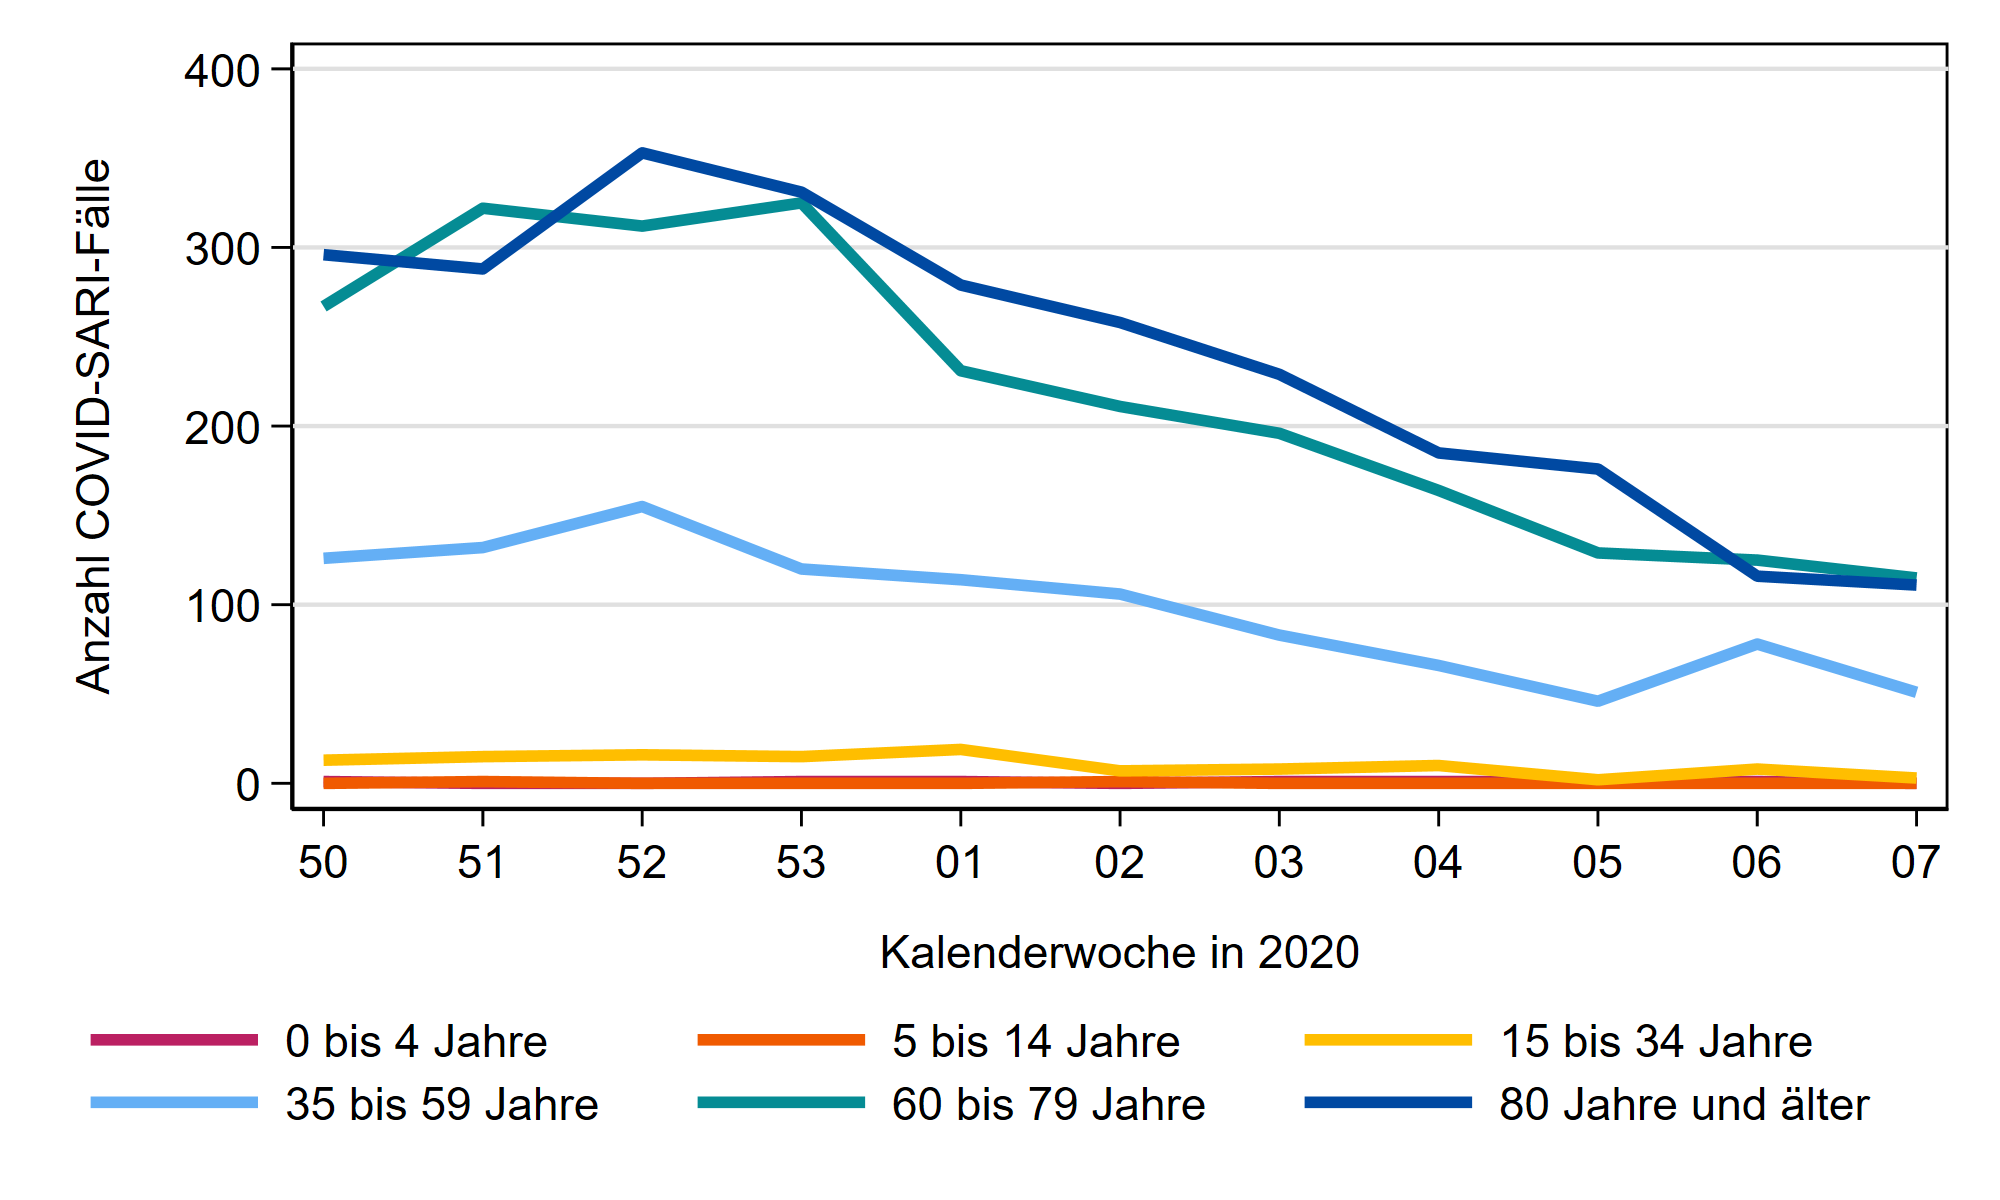 Anzahl COVID-SARI-Fälle
400
300
200
100
0
50 51 52 53 01 02 03 04 05 06 07
Kalenderwoche in 2020
0 bis 4 Jahre 5 bis 14 Jahre 15 bis 34 Jahre
35 bis 59 Jahre 60 bis 79 Jahre 80 Jahre und älter